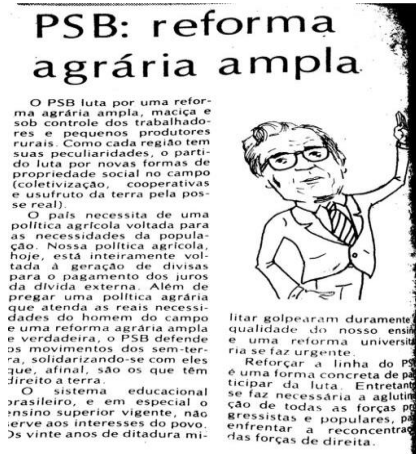 PSB: reforma
agrária ampla
O PSB luta por uma refor-
ma agrária ampla, maciça e
sob controle dos trabalhado-
res e pequenos produtores
rurais. Como cada região tem
suas peculiaridades, o parti-
do luta por novas formas de
propriedade social no campo
(coletivização, cooperativas
e usufruto da terra pela pos-
se real).
O país necessita de uma
política agrícola voltada para
as necessidades da popula-
ção. Nossa política agrícola,
hoje, está inteiramente vol-
tada à geração de divisas
para o pagamento dos juros
da dívida externa. Além de
pregar uma política agrária
que atenda as reais necessi-
dades do homem do campo
e uma reforma agrária ampla
e verdadeira, o PSB defende
os movimentos dos sem-ter-
ra, solidarizando-se com eles
que, afinal, são os que têm
direito a terra.
O sistema educacional
brasileiro, e em especial o
ensino superior vigente, não
serve aos interesses do povo.
Os vinte anos de ditadura mi-
litar golpearam duramente
qualidade do nosso ensin
e uma reforma universit
ria se faz urgente.
Reforçar a linha do PS
é uma forma concreta de pa
ticipar da luta. Entretant
se faz necessária a aglutin
ção de todas as forças pr
gressistas e populares, pa
enfrentar a reconcentraç
das forças de direita.